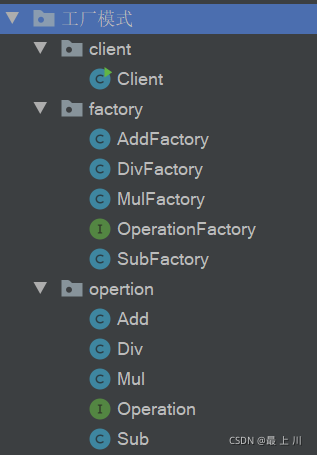 工厂模式
client
C Client
factory
C AddFactory
C DivFactory
C MulFactory
I OperationFactory
C SubFactory
opertion
C Add
C Div
C Mul
I Operation
C Sub
CSDN @最 上 川